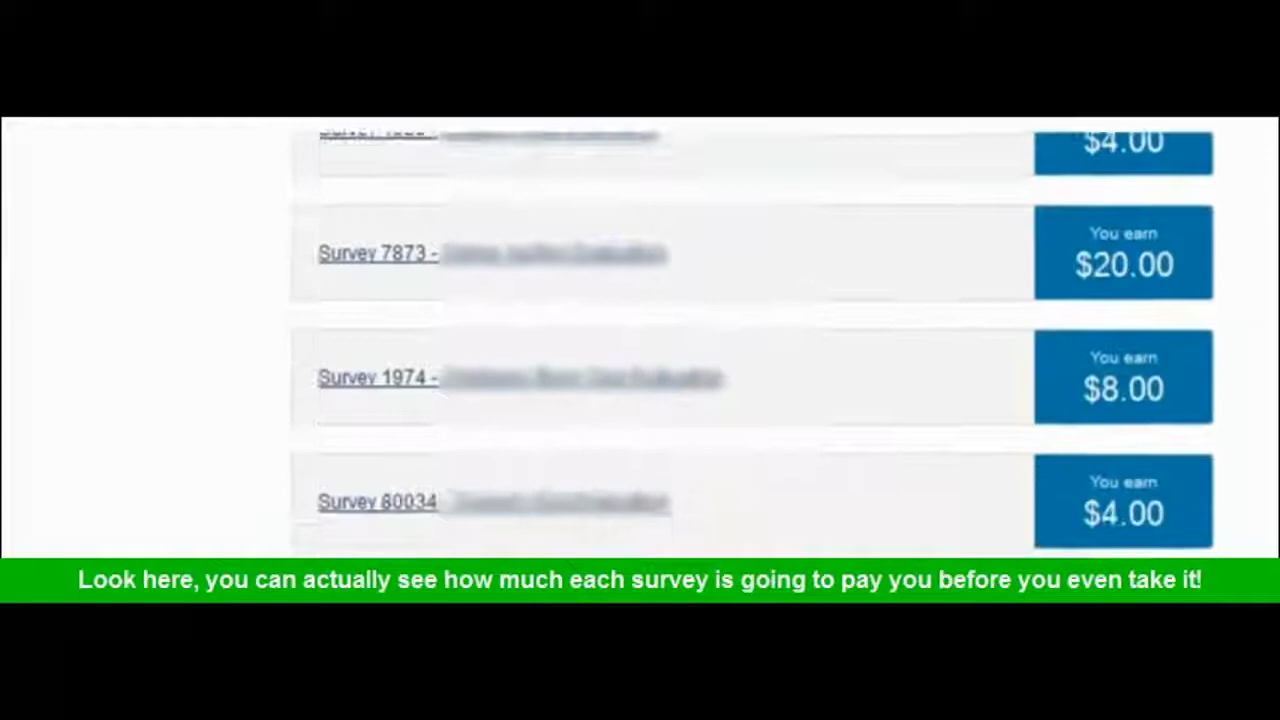 $4.00
Survey 7873 -
You earn
$20.00
Survey 1974 -
You earn
$8.00
Survey 80034
You earn
$4.00
Look here, you can actually see how much each survey is going to pay you before you even take it!